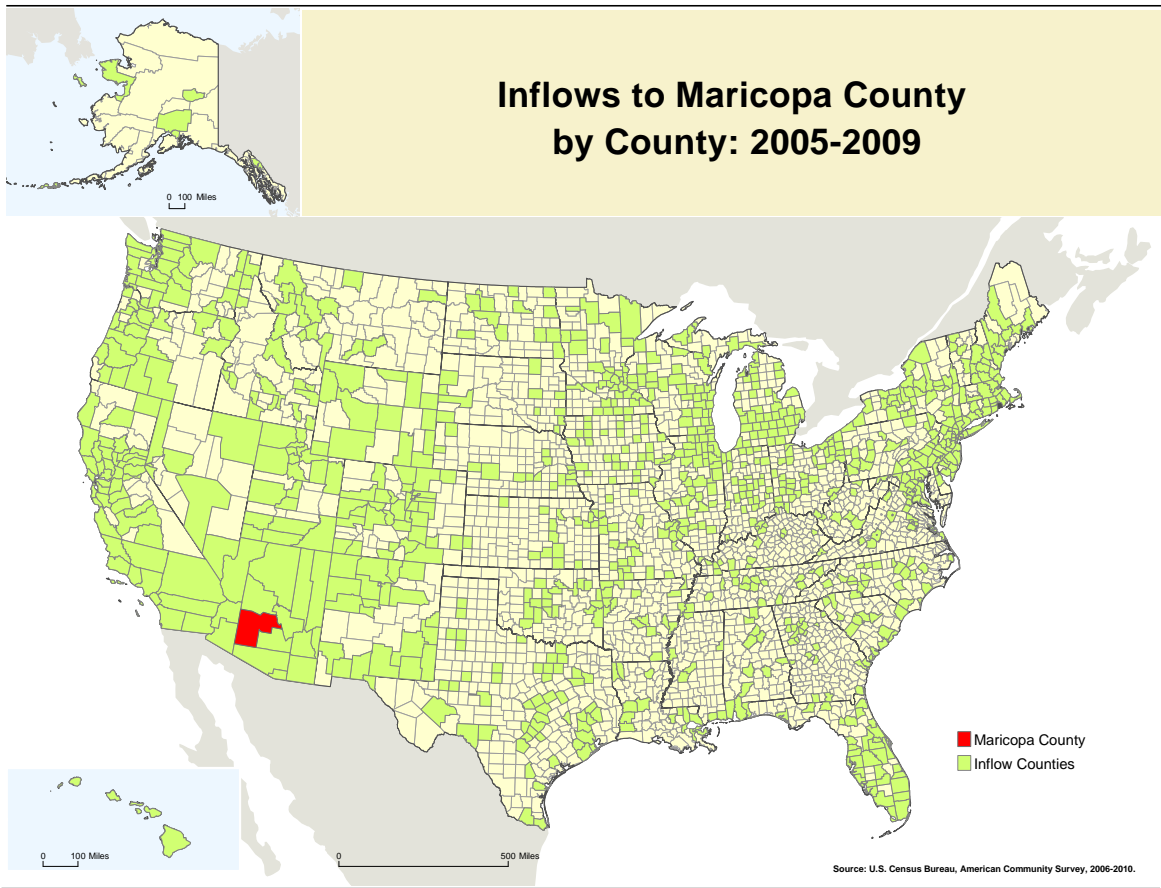 Inflows to Maricopa County
by County: 2005-2009
0 100 Miles
Maricopa County
Inflow Counties
0 100 Miles
0 500 Miles
Source: U.S. Census Bureau, American Community Survey, 2006-2010.